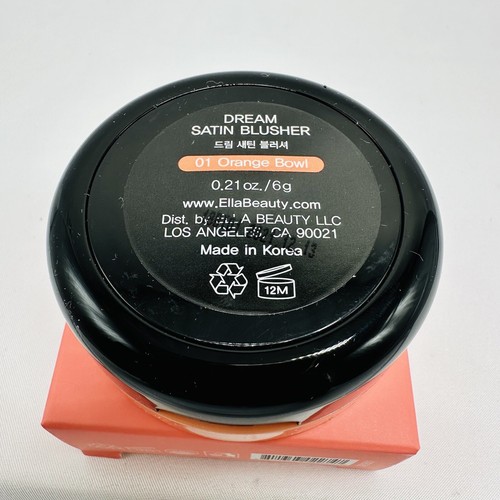 DREAM
SATIN BLUSHER
드림 새틴 블러셔
01 Orange Bowl
0.21oz./6g
www.EllaBeauty.com
Dist. by ELLA BEAUTY LLC
LOS ANGELES, CA 90021
Made in Korea
12M